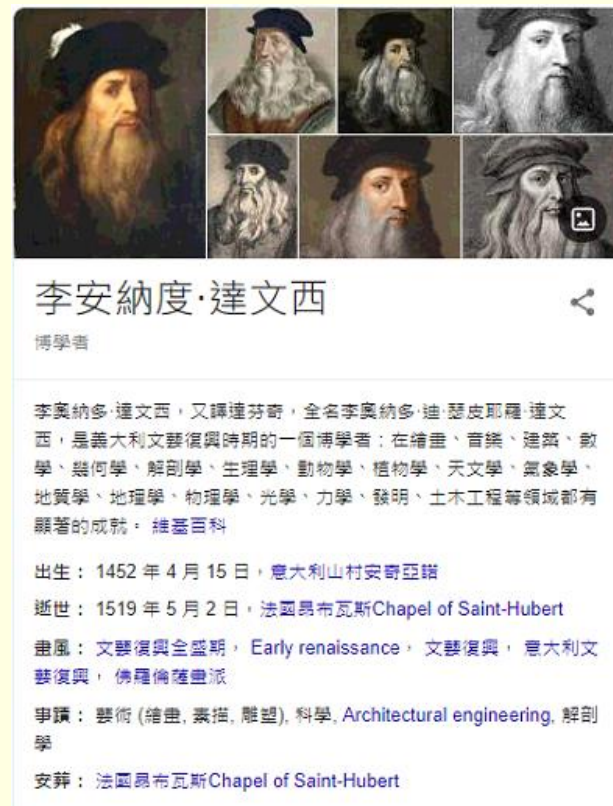 李安納度·達文西
博學者
李奧納多·達文西，又譯達芬奇，全名李奧納多·迪·瑟皮耶羅·達文
西，是義大利文藝復興時期的一個博學者：在繪畫、音樂、建築、數
學、幾何學、解剖學、生理學、動物學、植物學、天文學、氣象學、
地質學、地理學、物理學、光學、力學、發明、土木工程等領域都有
顯著的成就。 維基百科
出生： 1452 年 4 月 15 日，意大利山村安奇亞諾
逝世： 1519 年 5 月 2 日，法國昂布瓦斯Chapel of Saint-Hubert
畫風： 文藝復興全盛期， Early renaissance， 文藝復興， 意大利文
藝復興， 佛羅倫薩畫派
事蹟： 藝術 (繪畫, 素描, 雕塑), 科學, Architectural engineering, 解剖
學
安葬： 法國昂布瓦斯Chapel of Saint-Hubert